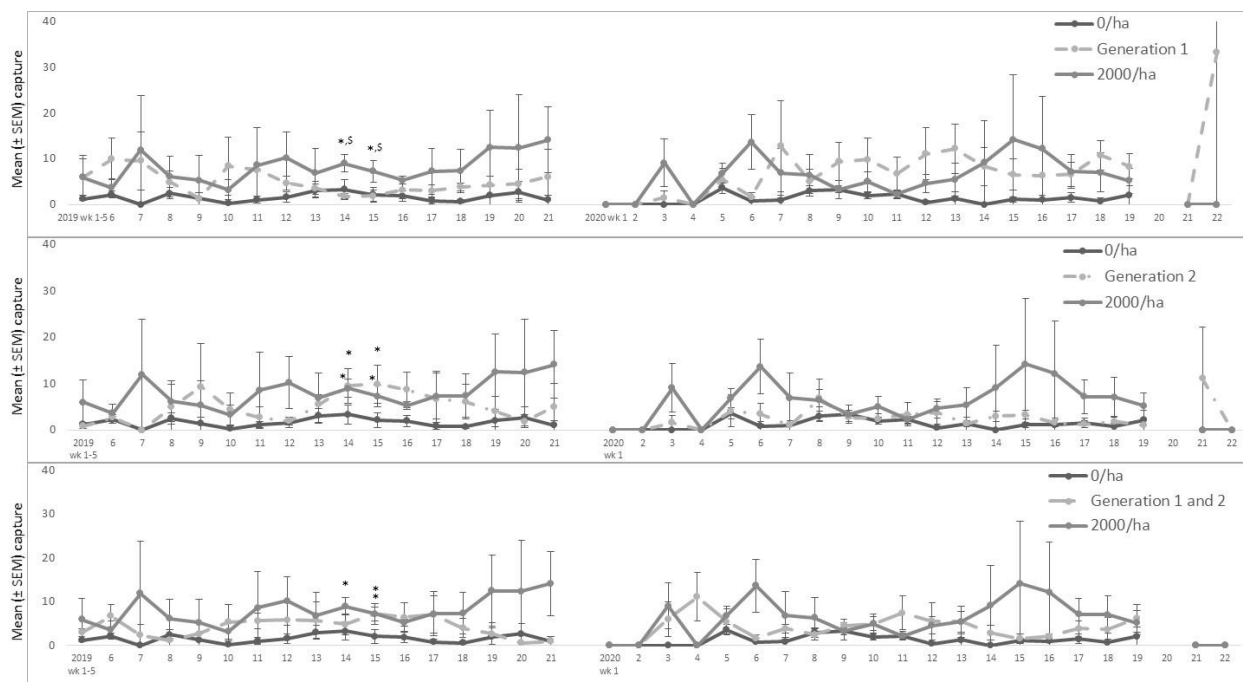 40
0/ha
Generation 1
2000/ha
30
20
*,$ *,$
10
0
2019 wk 1-5 6 7 8 9 10 11 12 13 14 15 16 17 18 19 20 21 2020 wk 1 2 3 4 5 6 7 8 9 10 11 12 13 14 15 16 17 18 19 20 21 22
Mean (± SEM) capture
40
0/ha
Generation 2
2000/ha
30
20
* *
* *
10
0
2019 6 7 8 9 10 11 12 13 14 15 16 17 18 19 20 21 2020 2 3 4 5 6 7 8 9 10 11 12 13 14 15 16 17 18 19 20 21 22
wk 1-5 wk 1
Mean (± SEM) capture
40
0/ha
Generation 1 and 2
2000/ha
30
20
* *
*
10
0
2019 6 7 8 9 10 11 12 13 14 15 16 17 18 19 20 21 2020 2 3 4 5 6 7 8 9 10 11 12 13 14 15 16 17 18 19 20 21 22
wk 1-5 wk 1
Mean (± SEM) capture